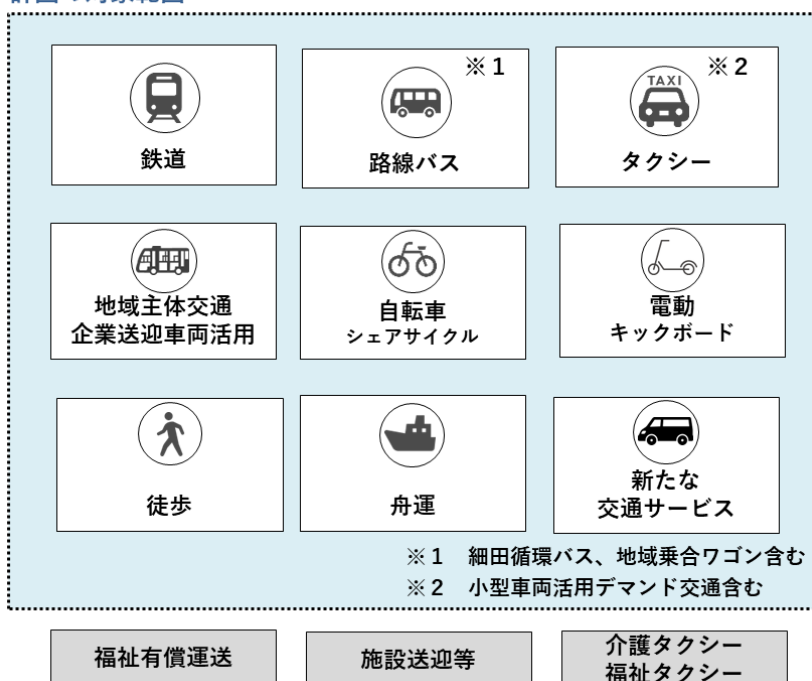 計画の対象範囲
※1
TAXI
※2
鉄道
路線バス
タクシー
地域主体交通
企業送迎車両活用
自転車
シェアサイクル
電動
キックボード
徒歩
舟運
新たな
交通サービス
※1 細田循環バス、地域乗合ワゴン含む
※2 小型車両活用デマンド交通含む
福祉有償運送
施設送迎等
介護タクシー
福祉タクシー